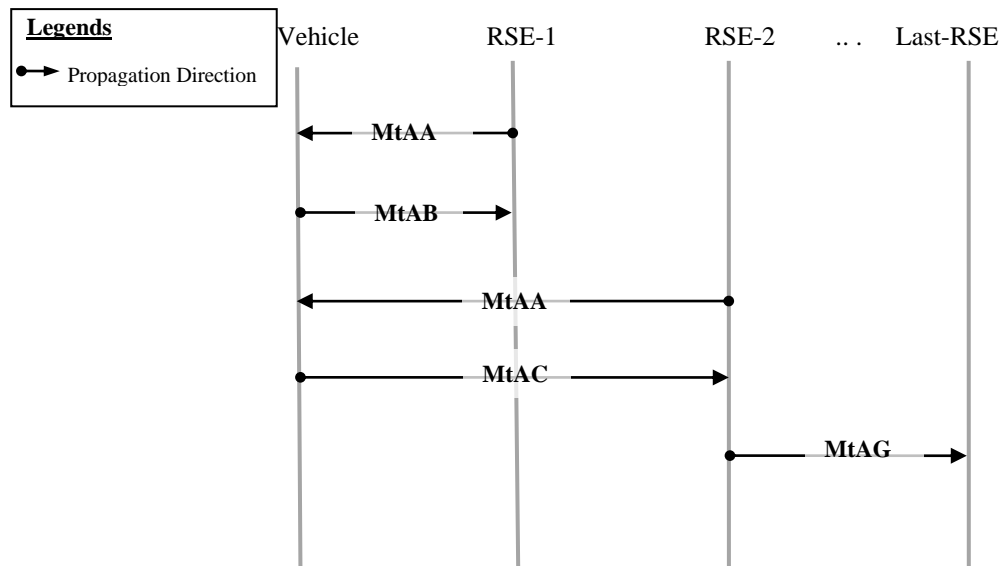 Legends
Propagation Direction
Vehicle RSE-1 RSE-2 .. . Last-RSE
MtAA
MtAB
MtAA
MtAC
MtAG